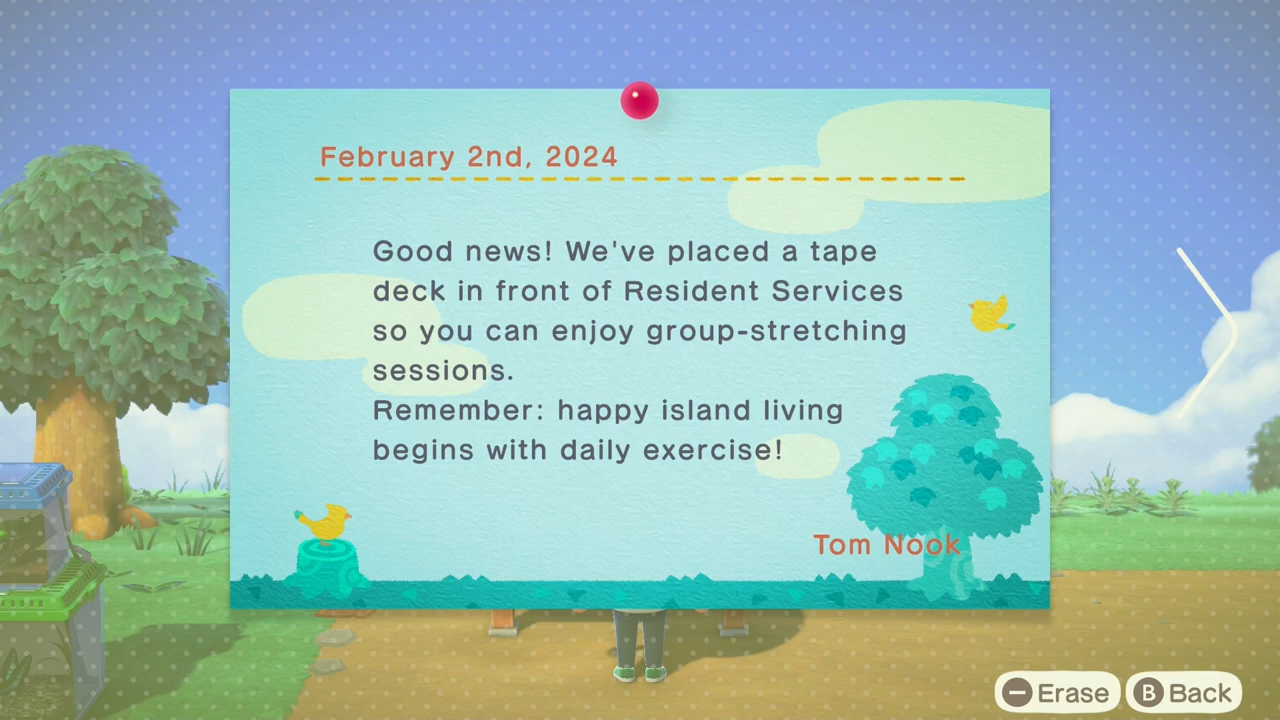 February 2nd, 2024
Good news! We've placed a tape
deck in front of Resident Services
so you can enjoy group-stretching
sessions.
Remember: happy island living
begins with daily exercise!
Tom Nook
Erase
B Back